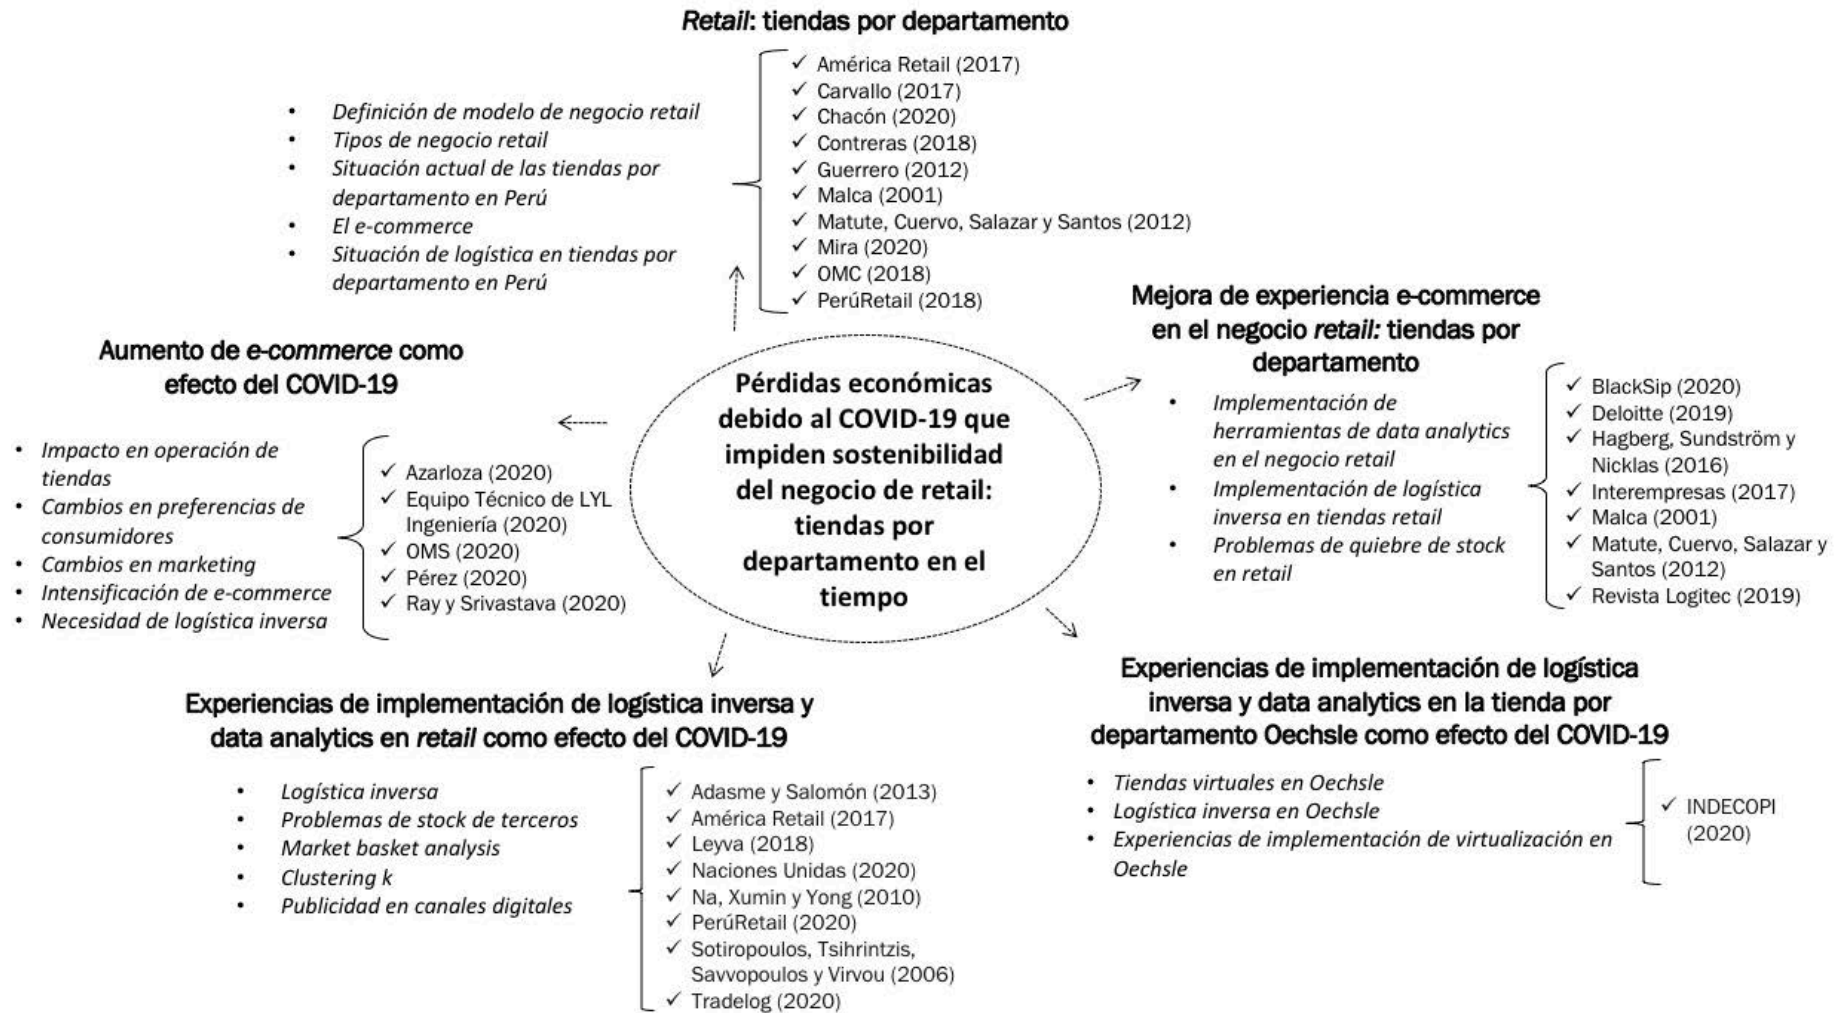 Retail: tiendas por departamento
• Definición de modelo de negocio retail
• Tipos de negocio retail
• Situación actual de las tiendas por
departamento en Perú
• El e-commerce
• Situación de logística en tiendas por
departamento en Perú
✓ América Retail (2017)
✓ Carvallo (2017)
✓ Chacón (2020)
✓ Contreras (2018)
✓ Guerrero (2012)
✓ Malca (2001)
✓ Matute, Cuervo, Salazar y Santos (2012)
✓ Mira (2020)
✓ OMC (2018)
✓ PerúRetail (2018)
Aumento de e-commerce como
efecto del COVID-19
• Impacto en operación de
tiendas
• Cambios en preferencias de
consumidores
• Cambios en marketing
• Intensificación de e-commerce
• Necesidad de logística inversa
✓ Azarloza (2020)
✓ Equipo Técnico de LYL
Ingeniería (2020)
✓ OMS (2020)
✓ Pérez (2020)
✓ Ray y Srivastava (2020)
Pérdidas económicas
debido al COVID-19 que
impiden sostenibilidad
del negocio de retail:
tiendas por
departamento en el
tiempo
Mejora de experiencia e-commerce
en el negocio retail: tiendas por
departamento
• Implementación de
herramientas de data analytics
en el negocio retail
• Implementación de logística
inversa en tiendas retail
• Problemas de quiebre de stock
en retail
✓ BlackSip (2020)
✓ Deloitte (2019)
✓ Hagberg, Sundström y
Nicklas (2016)
✓ Interempresas (2017)
✓ Malca (2001)
✓ Matute, Cuervo, Salazar y
Santos (2012)
✓ Revista Logitec (2019)
Experiencias de implementación de logística inversa y
data analytics en retail como efecto del COVID-19
• Logística inversa
• Problemas de stock de terceros
• Market basket analysis
• Clustering k
• Publicidad en canales digitales
✓ Adasme y Salomón (2013)
✓ América Retail (2017)
✓ Leyva (2018)
✓ Naciones Unidas (2020)
✓ Na, Xumin y Yong (2010)
✓ PerúRetail (2020)
✓ Sotiropoulos, Tsihrintzis,
Savvopoulos y Virvou (2006)
✓ Tradelog (2020)
Experiencias de implementación de logística
inversa y data analytics en la tienda por
departamento Oechsle como efecto del COVID-19
• Tiendas virtuales en Oechsle
• Logística inversa en Oechsle
• Experiencias de implementación de virtualización en
Oechsle
✓ INDECOPI
(2020)